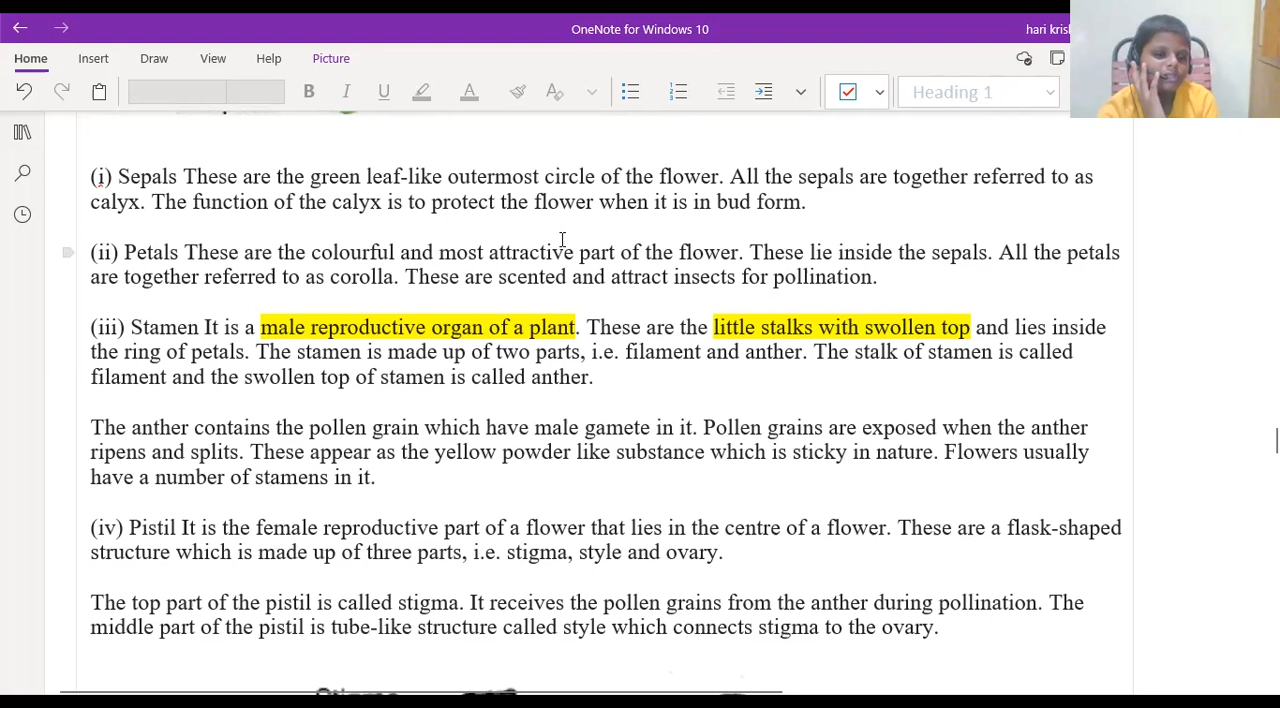 OneNote for Windows 10
hari krish
Home Insert Draw View Help Picture
B I U A Heading 1
(i) Sepals These are the green leaf-like outermost circle of the flower. All the sepals are together referred to as
calyx. The function of the calyx is to protect the flower when it is in bud form.
(ii) Petals These are the colourful and most attractive part of the flower. These lie inside the sepals. All the petals
are together referred to as corolla. These are scented and attract insects for pollination.
(iii) Stamen It is a male reproductive organ of a plant. These are the little stalks with swollen top and lies inside
the ring of petals. The stamen is made up of two parts, i.e. filament and anther. The stalk of stamen is called
filament and the swollen top of stamen is called anther.
The anther contains the pollen grain which have male gamete in it. Pollen grains are exposed when the anther
ripens and splits. These appear as the yellow powder like substance which is sticky in nature. Flowers usually
have a number of stamens in it.
(iv) Pistil It is the female reproductive part of a flower that lies in the centre of a flower. These are a flask-shaped
structure which is made up of three parts, i.e. stigma, style and ovary.
The top part of the pistil is called stigma. It receives the pollen grains from the anther during pollination. The
middle part of the pistil is tube-like structure called style which connects stigma to the ovary.